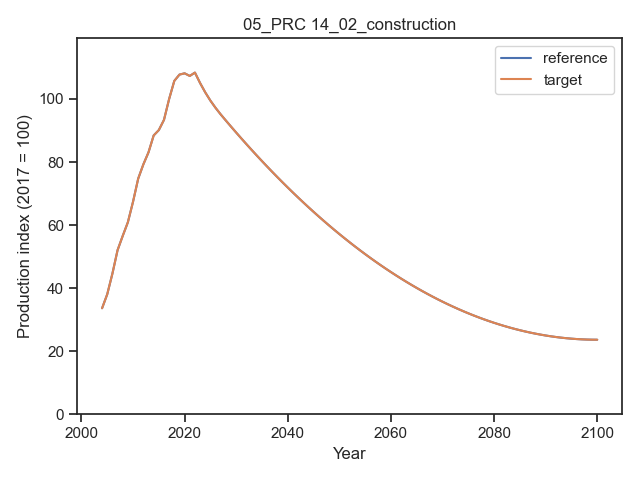 05_PRC 14_02_construction
reference
target
Production index (2017 = 100)
100
80
60
40
20
0
2000
2020
2040
2060
2080
2100
Year